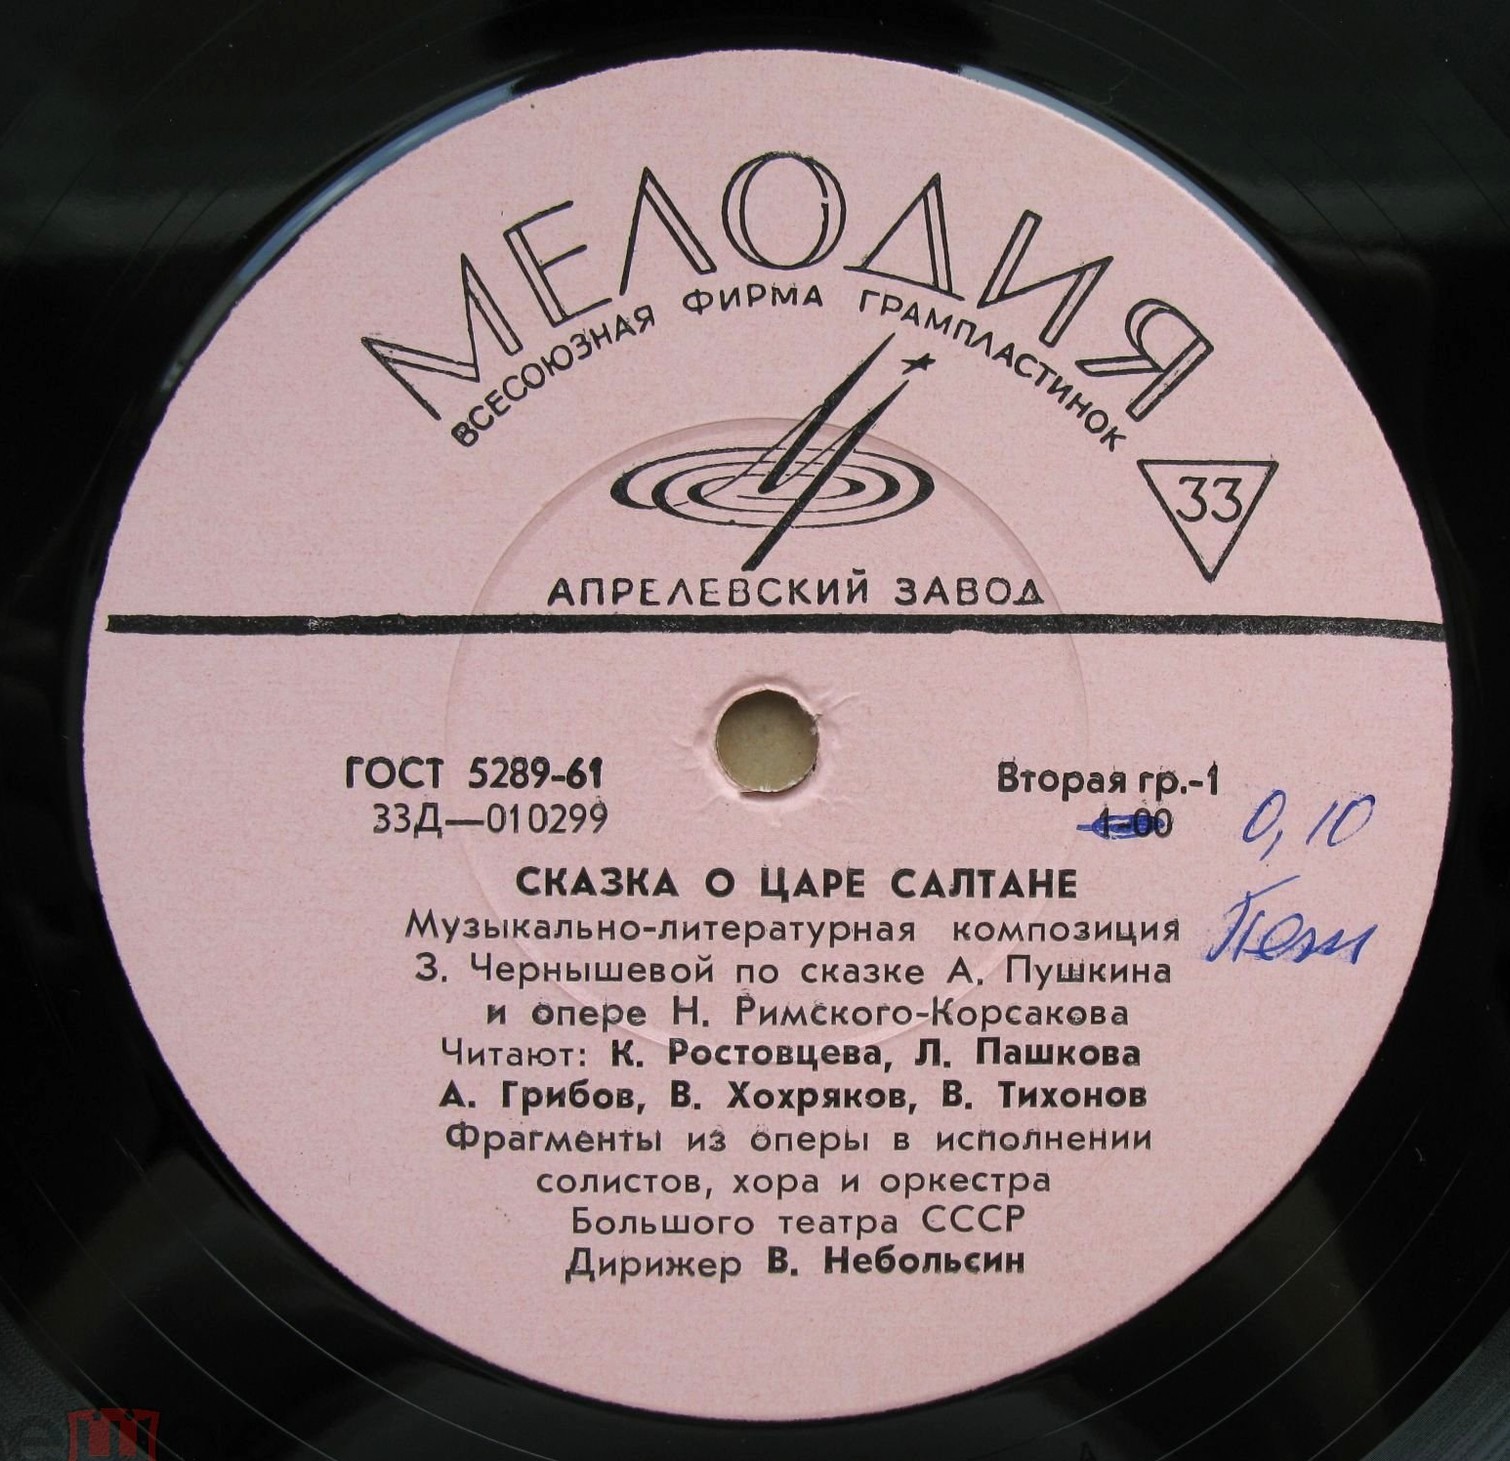 МЕЛОДИЯ
ВСЕСОЮЗНАЯ ФИРМА ГРАМПЛАСТИНОК
33
АПРЕЛЕВСКИЙ ЗАВОД
ГОСТ 5289-61
Вторая гр.-1
33Д—010299
1-00
0,10
СКАЗКА О ЦАРЕ САЛТАНЕ
Музыкально-литературная композиция
З. Чернышевой по сказке А. Пушкина
и опере Н. Римского-Корсакова
Читают: К. Ростовцева, Л. Пашкова
А. Грибов, В. Хохряков, В. Тихонов
Фрагменты из оперы в исполнении
солистов, хора и оркестра
Большого театра СССР
Дирижер В. Небольсин